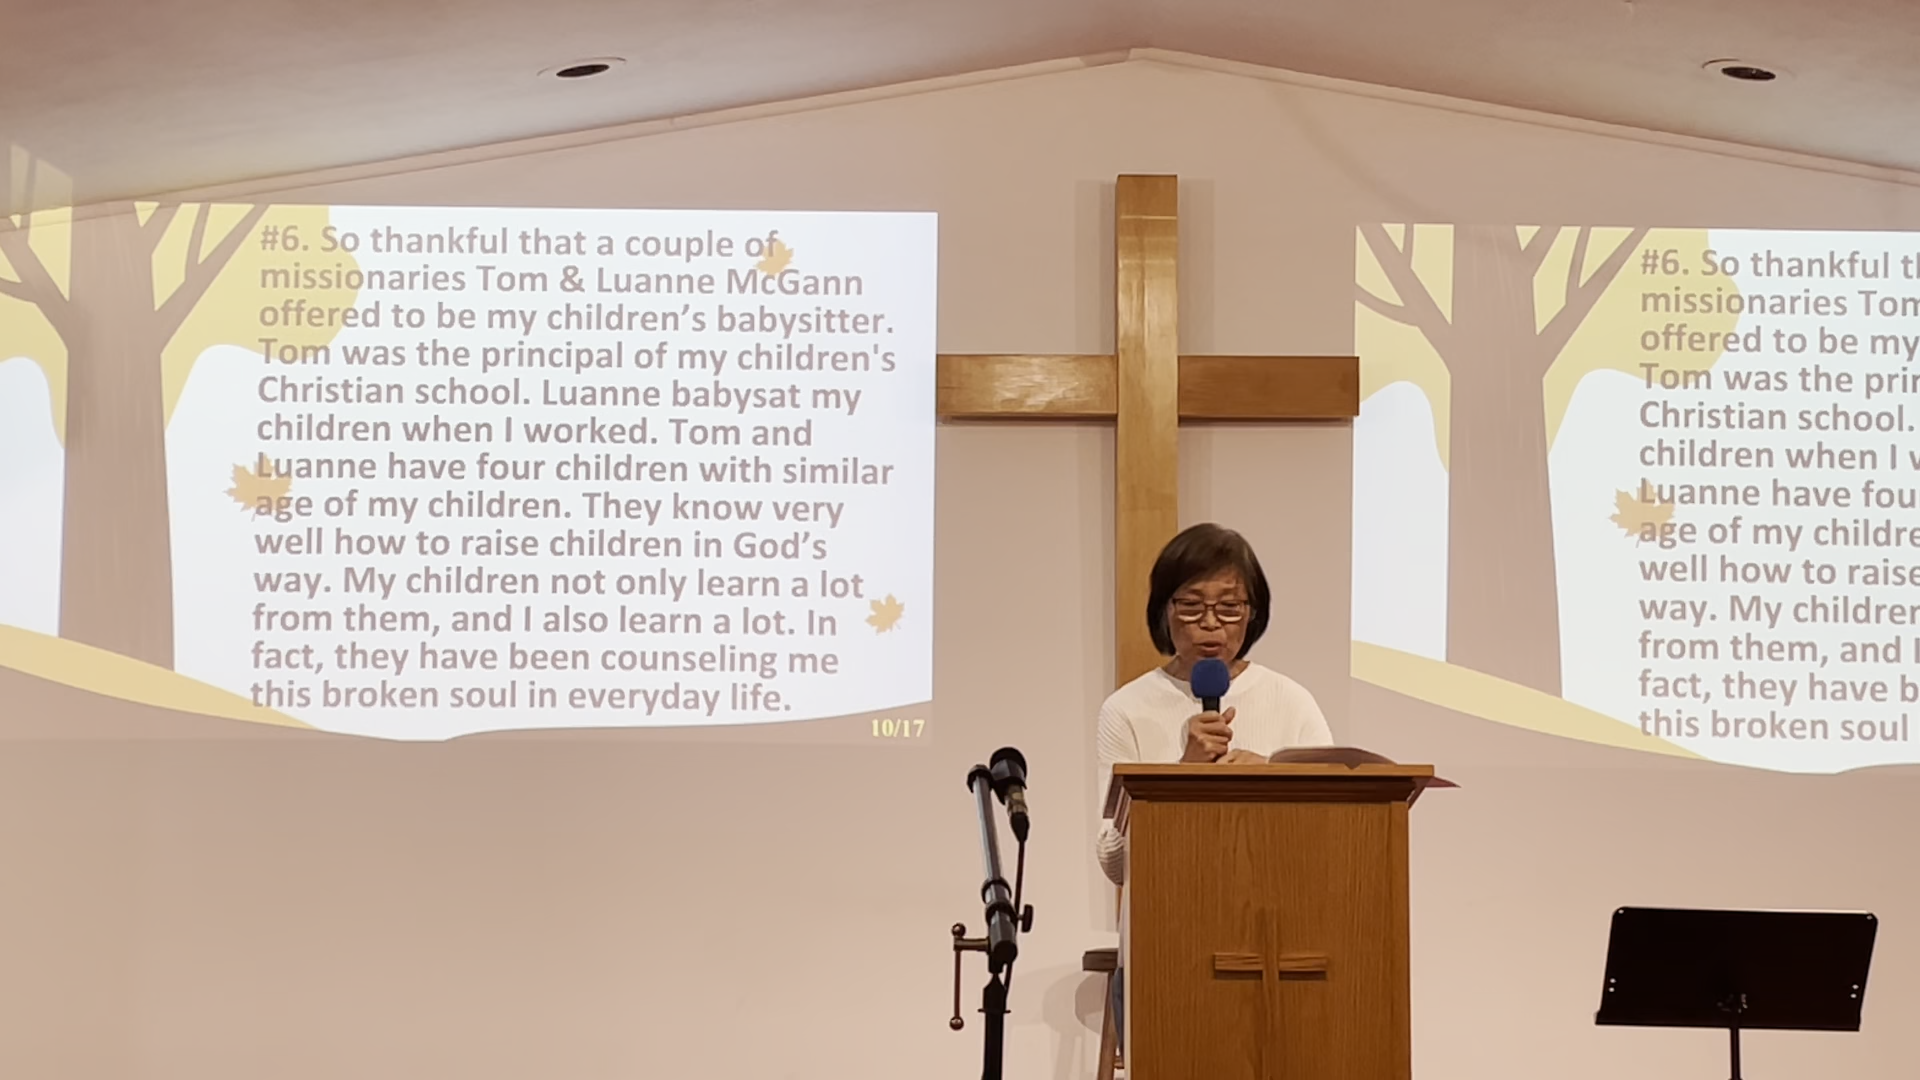 #6. So thankful that a couple of
missionaries Tom & Luanne McGann
offered to be my children’s babysitter.
Tom was the principal of my children's
Christian school. Luanne babysat my
children when I worked. Tom and
Luanne have four children with similar
age of my children. They know very
well how to raise children in God’s
way. My children not only learn a lot
from them, and I also learn a lot. In
fact, they have been counseling me
this broken soul in everyday life.
10/17
#6. So thankful
missionaries Tom
offered to be my
Tom was the
Christian school.
children when I
Luanne have
age of my
well how to raise
way. My
from them, and
fact, they have
this broken soul